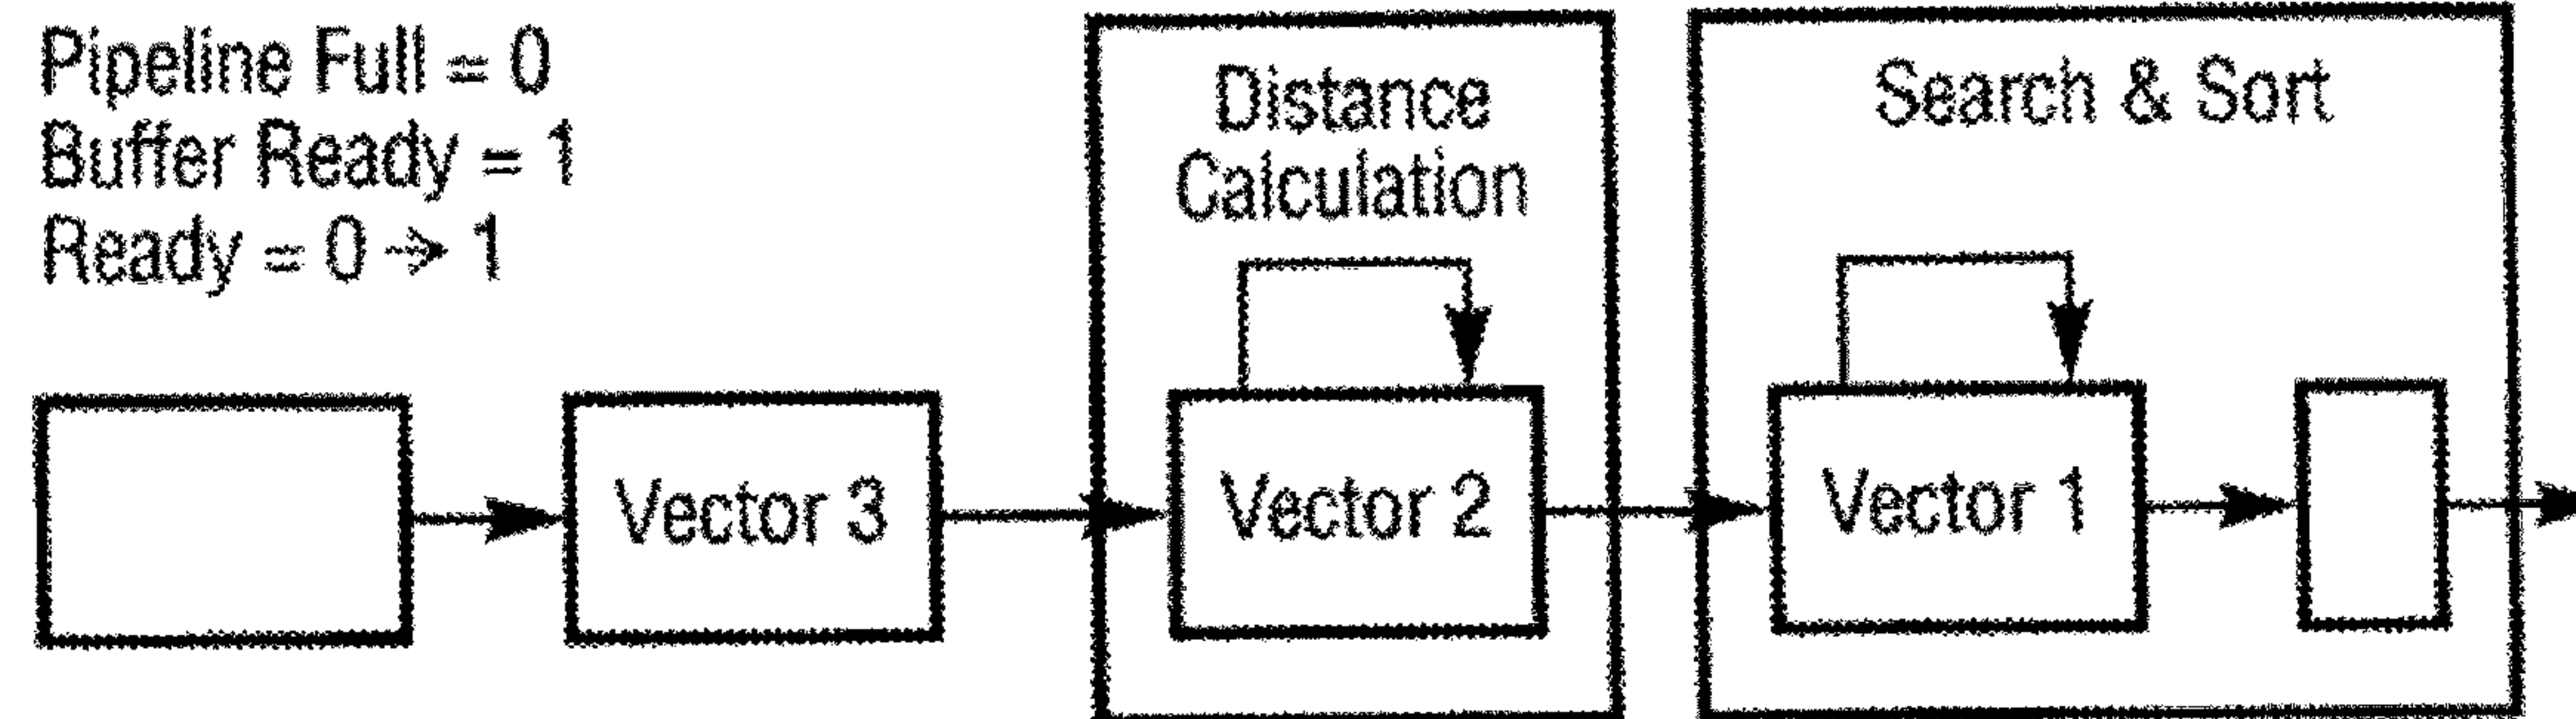 Pipeline Full = 0
Buffer Ready = 1
Ready = 0 → 1
Distance
Calculation
Search & Sort
Vector 3
Vector 2
Vector 1